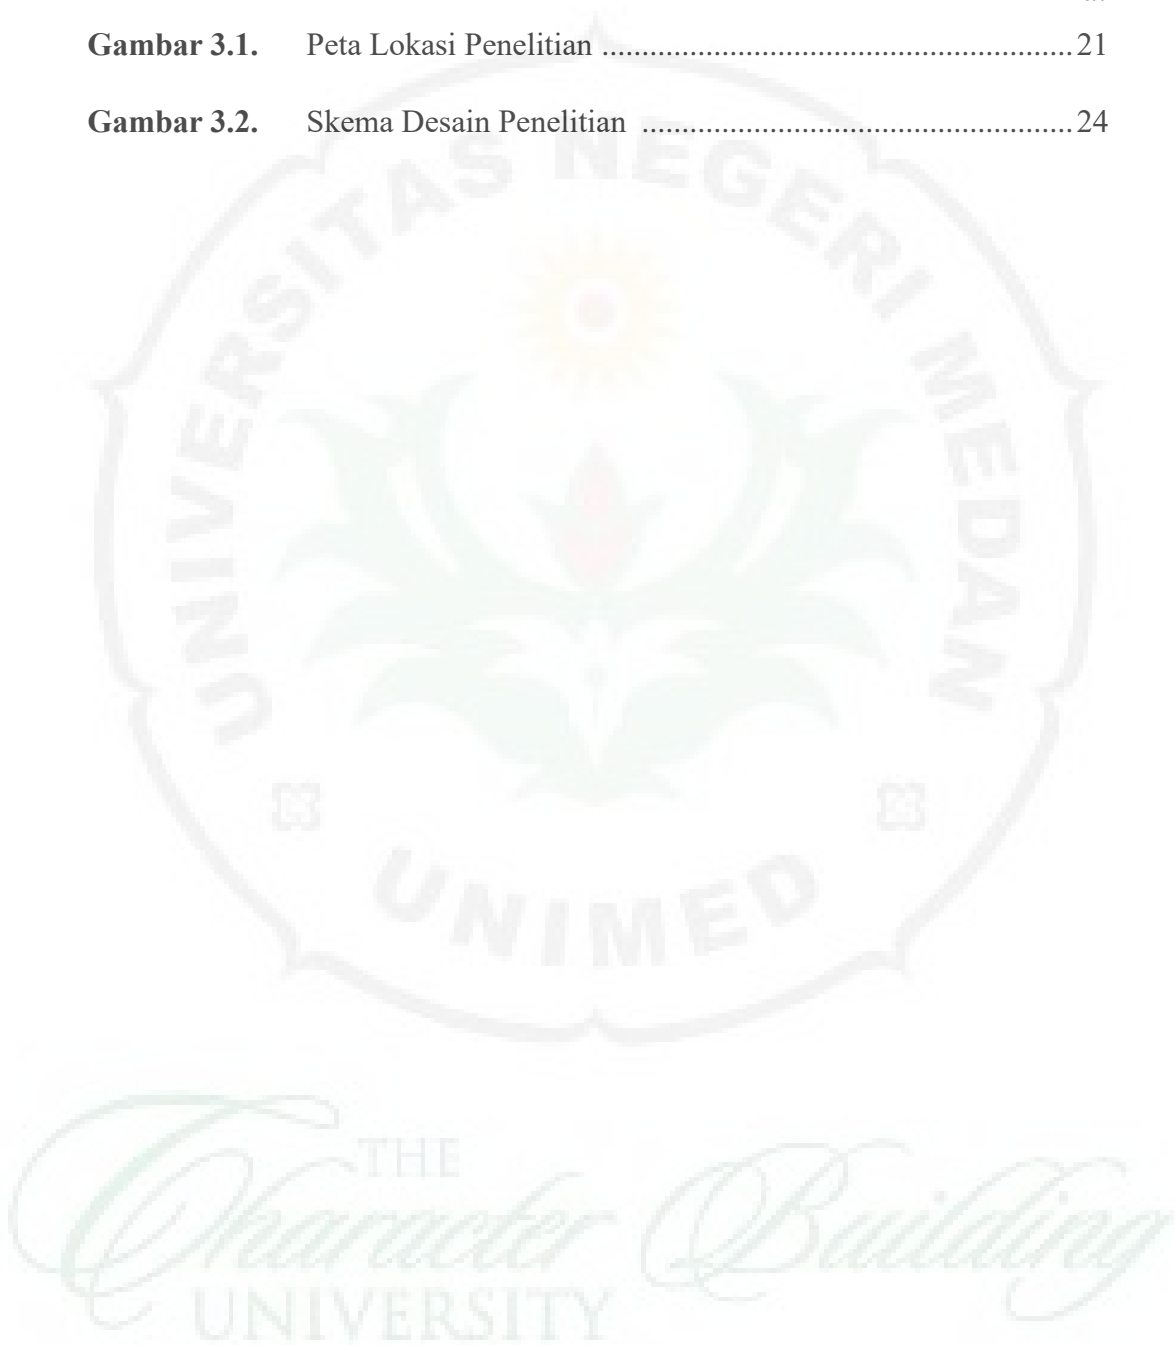 Gambar 3.1. Peta Lokasi Penelitian ........................................................... 21
Gambar 3.2. Skema Desain Penelitian ...................................................... 24
UNIVERSITAS NEGERI MEDAN
UNIMED
THE
Character Building
UNIVERSITY